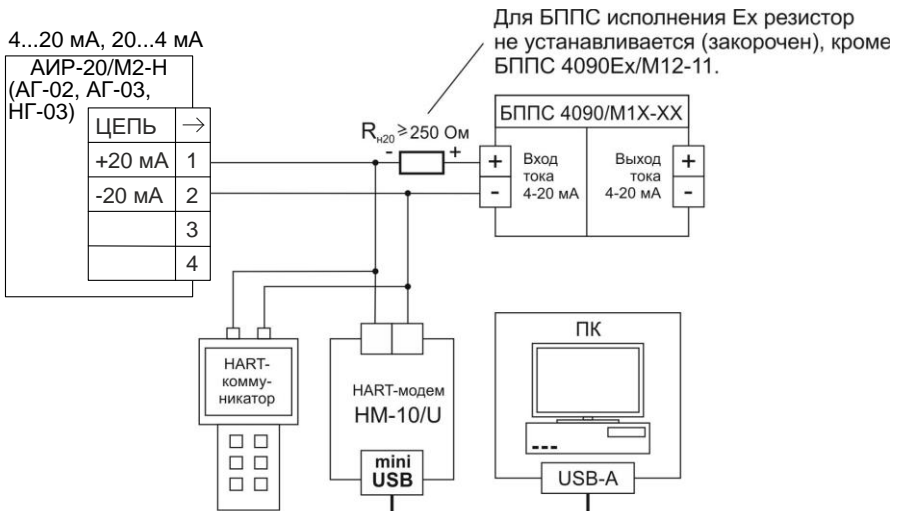 Для БППС исполнения Ex резистор
не устанавливается (закорочен), кроме
БППС 4090Ex/М12-11.
4...20 мА, 20...4 мА
АИР-20/М2-Н
(АГ-02, АГ-03,
НГ-03)
ЦЕПЬ →
+20 мА 1
-20 мА 2
3
4
Rн20 ≥ 250 Ом
- +
БППС 4090/М1Х-ХХ
+ Вход Выход +
тока тока
- 4-20 мА 4-20 мА -
HART-
комму-
никатор
HART-модем
HM-10/U
mini
USB
ПК
USB-A